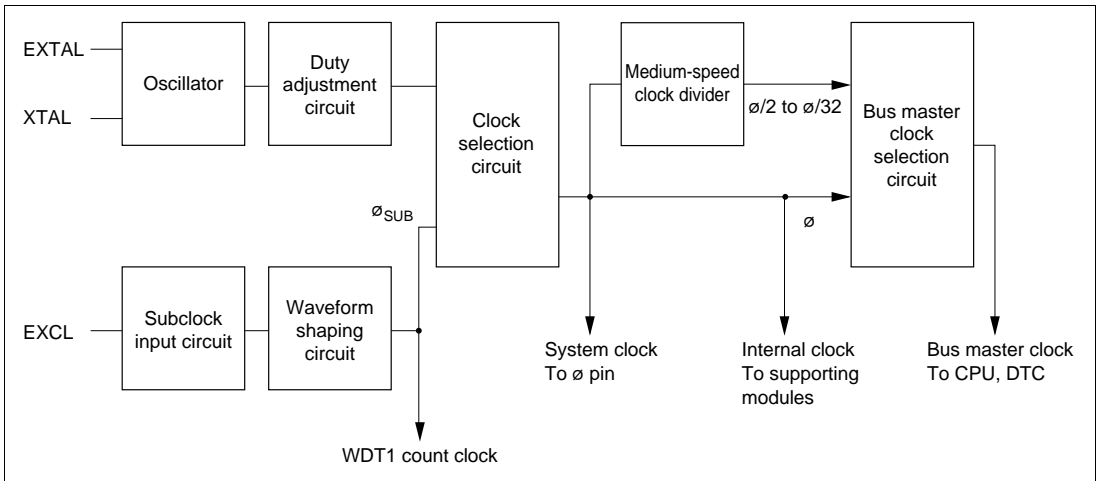 EXTAL
XTAL
Oscillator
Duty
adjustment
circuit
Clock
selection
circuit
Medium-speed
clock divider
ø/2 to ø/32
Bus master
clock
selection
circuit
ø
øSUB
EXCL
Subclock
input circuit
Waveform
shaping
circuit
WDT1 count clock
System clock
To ø pin
Internal clock
To supporting
modules
Bus master clock
To CPU, DTC